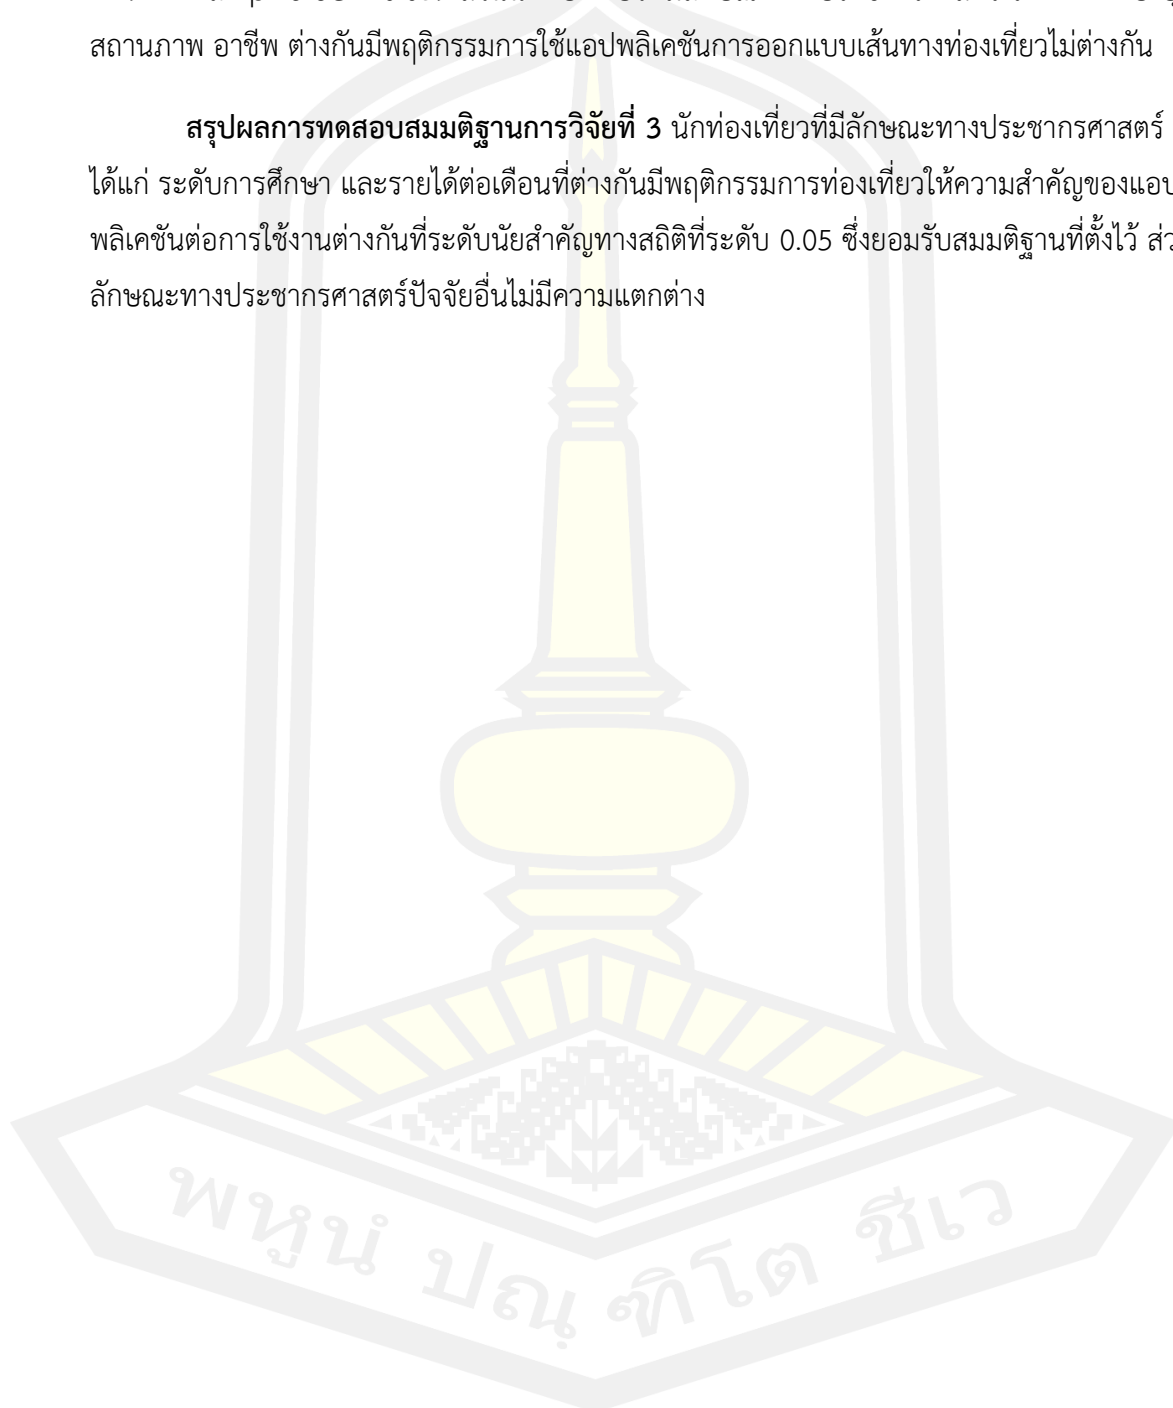 สถานภาพ อาชีพ ต่างกันมีพฤติกรรมการใช้แอปพลิเคชันการออกแบบเส้นทางท่องเที่ยวไม่ต่างกัน
สรุปผลการทดสอบสมมติฐานการวิจัยที่ 3 นักท่องเที่ยวที่มีลักษณะทางประชากรศาสตร์
ได้แก่ ระดับการศึกษา และรายได้ต่อเดือนที่ต่างกันมีพฤติกรรมการท่องเที่ยวให้ความสำคัญของแอป
พลิเคชันต่อการใช้งานต่างกันที่ระดับนัยสำคัญทางสถิติที่ระดับ 0.05 ซึ่งยอมรับสมมติฐานที่ตั้งไว้
ลักษณะทางประชากรศาสตร์ปัจจัยอื่นไม่มีความแตกต่าง
พหูนํ ปณฺฑิโต ชีเว